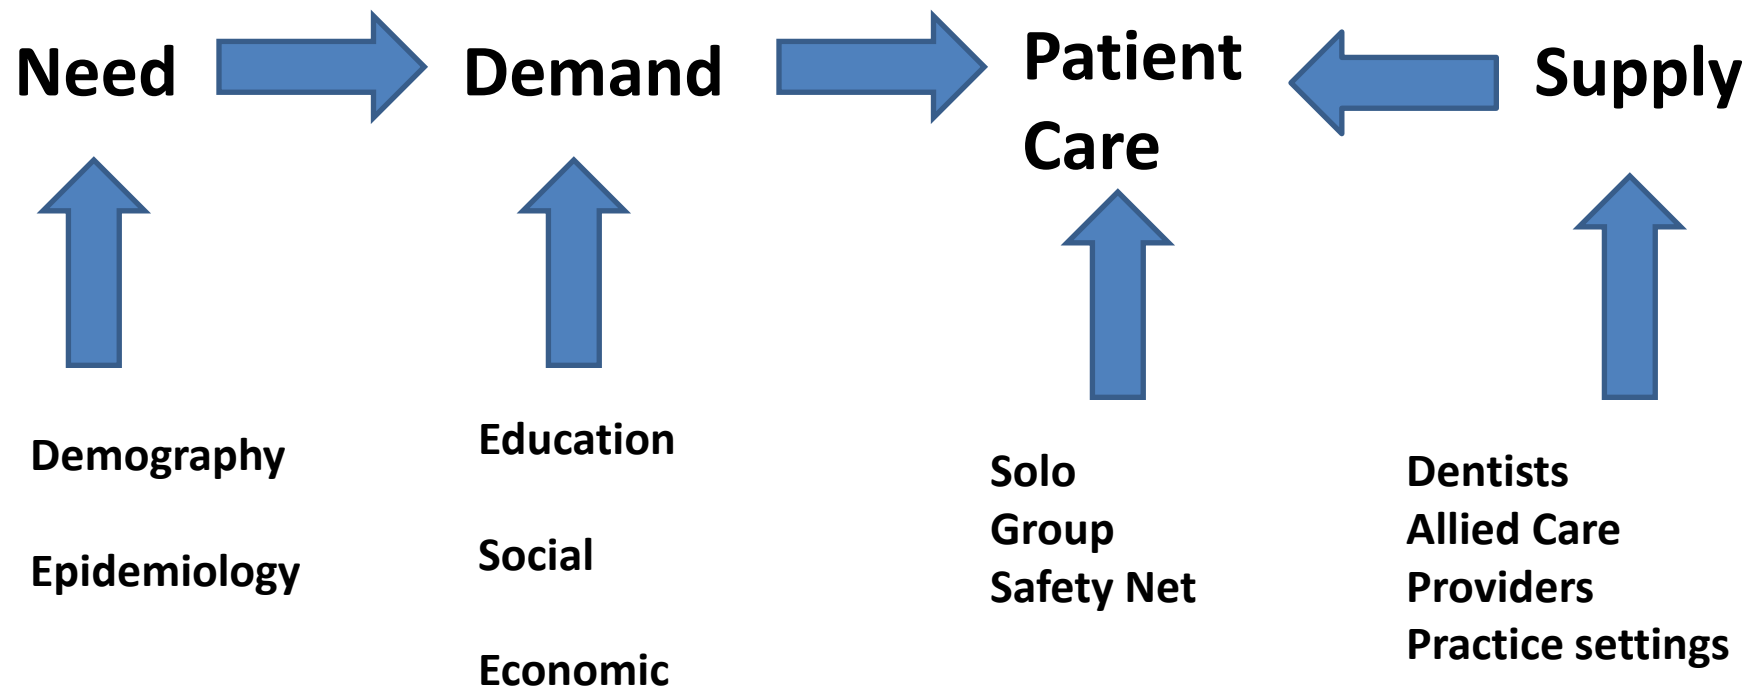 Need
Demand
Patient
Care
Supply
Demography
Epidemiology
Education
Social
Economic
Solo
Group
Safety Net
Dentists
Allied Care
Providers
Practice settings